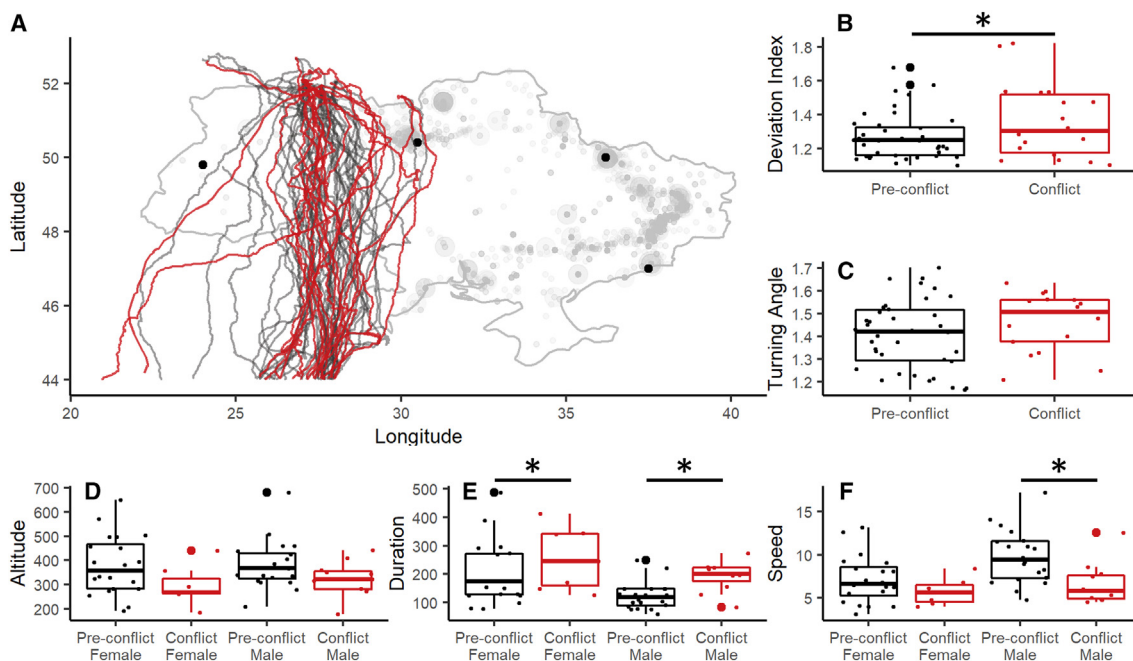 A
Latitude
52
50
48
46
44
20
25
30
35
40
Longitude
B
*
Deviation Index
1.8
1.6
1.4
1.2
Pre-conflict
Conflict
C
Turning Angle
1.7
1.6
1.5
1.4
1.3
1.2
Pre-conflict
Conflict
D
Altitude
700
600
500
400
300
200
Pre-conflict
Female
Conflict
Female
Pre-conflict
Male
Conflict
Male
E
*
*
Duration
500
400
300
200
100
Pre-conflict
Female
Conflict
Female
Pre-conflict
Male
Conflict
Male
F
*
Speed
15
10
5
Pre-conflict
Female
Conflict
Female
Pre-conflict
Male
Conflict
Male